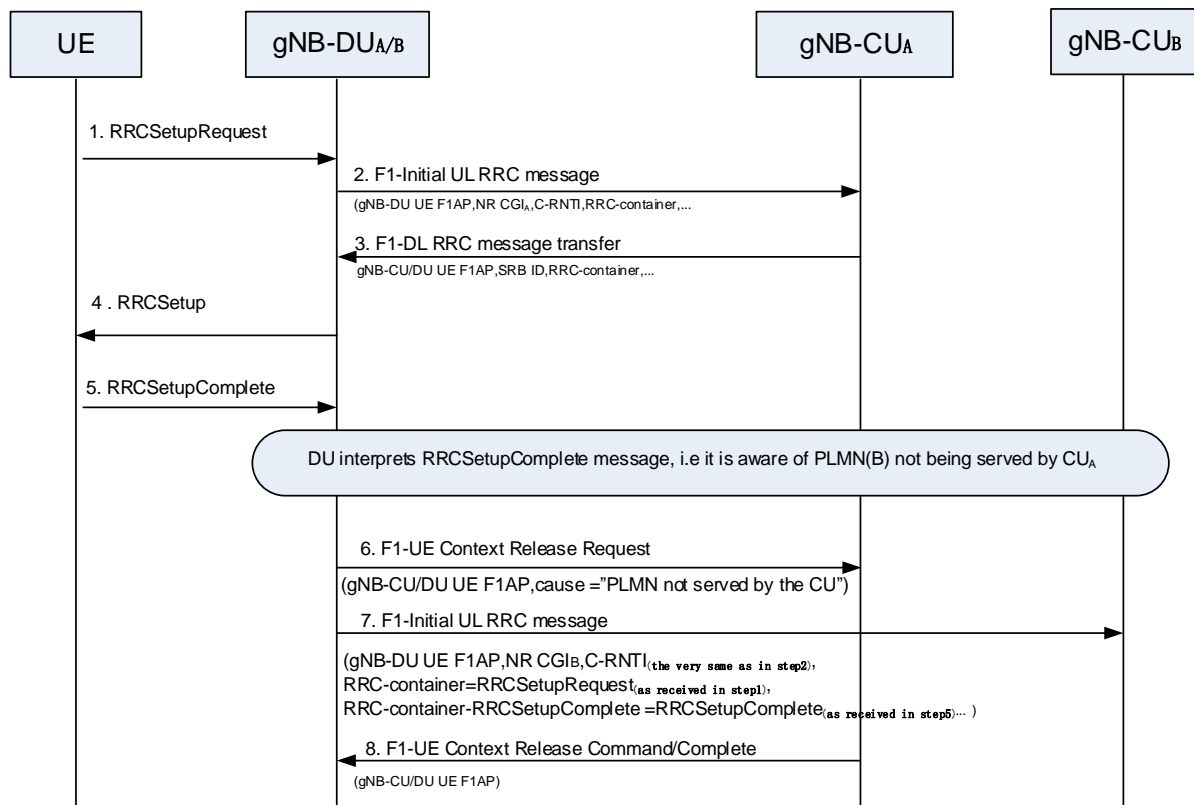 UE
gNB-DUA/B
gNB-CUA
gNB-CUB
1. RRCSetupRequest
2. F1-Initial UL RRC message
(gNB-DU UE F1AP,NR CGIA,C-RNTI,RRC-container,...
3. F1-DL RRC message transfer
gNB-CU/DU UE F1AP,SRB ID,RRC-container,...
4 . RRCSetup
5. RRCSetupComplete
DU interprets RRCSetupComplete message, i.e it is aware of PLMN(B) not being served by CUA
6. F1-UE Context Release Request
(gNB-CU/DU UE F1AP,cause =”PLMN not served by the CU”)
7. F1-Initial UL RRC message
(gNB-DU UE F1AP,NR CGIB,C-RNTI(the very same as in step2),
RRC-container=RRCSetupRequest(as received in step1),
RRC-container-RRCSetupComplete =RRCSetupComplete(as received in step5)... )
8. F1-UE Context Release Command/Complete
(gNB-CU/DU UE F1AP)